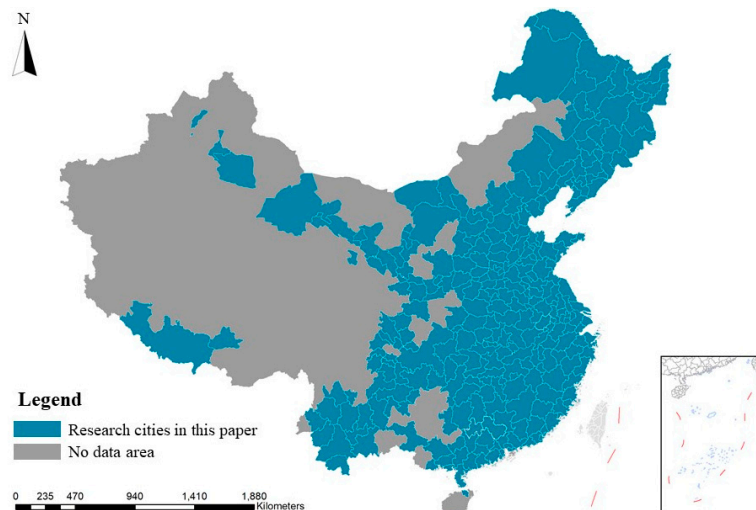 N
Legend
Research cities in this paper
No data area
0 235 470 940 1,410 1,880
Kilometers